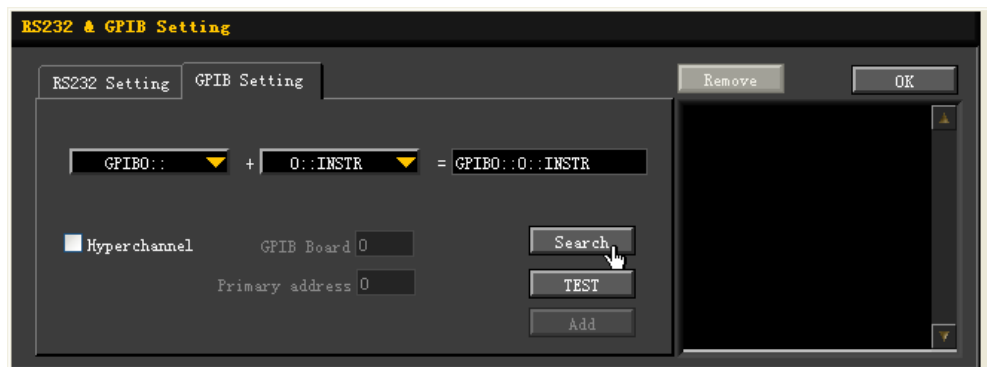 RS232 & GPIB Setting
RS232 Setting GPIB Setting
Remove OK
GPIB0:: + 0::INSTR = GPIB0::0::INSTR
Hyperchannel GPIB Board 0 Search
Primary address 0 TEST
Add